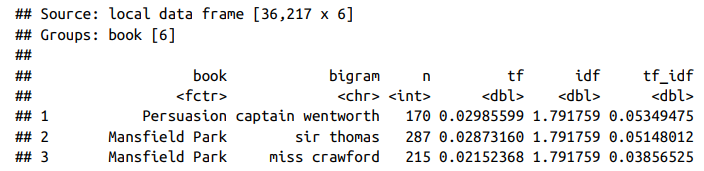 ## Source: local data frame [36,217 x 6]
## Groups: book [6]
##
## book bigram n tf idf tf_idf
## <fctr> <chr> <int> <dbl> <dbl> <dbl>
## 1 Persuasion captain wentworth 170 0.02985599 1.791759 0.05349475
## 2 Mansfield Park sir thomas 287 0.02873160 1.791759 0.05148012
## 3 Mansfield Park miss crawford 215 0.02152368 1.791759 0.03856525